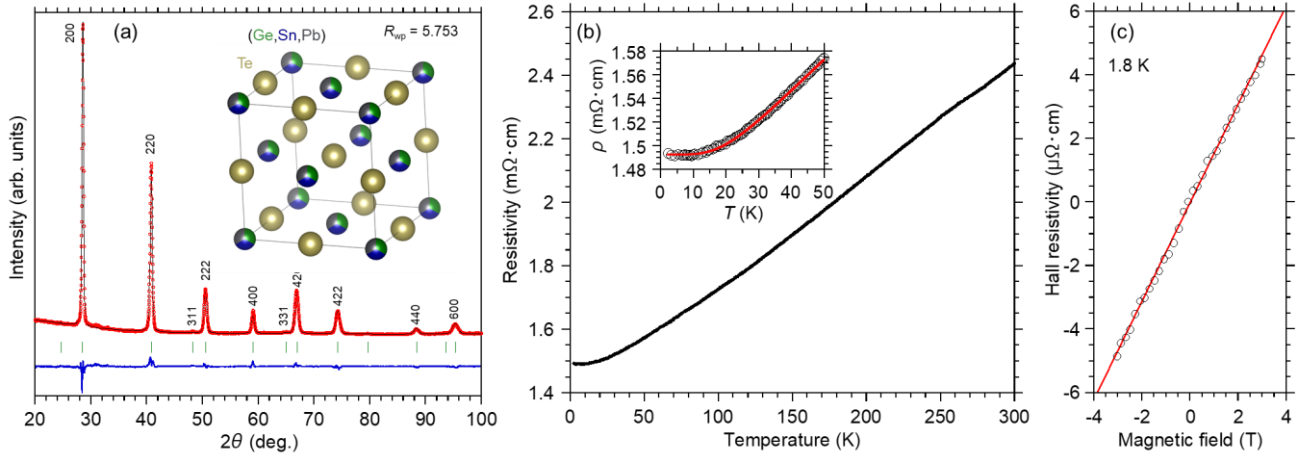 (a)
(Ge,Sn,Pb)
Rwp = 5.753
Te
200
220
311
222
400
331
42
422
440
600
Intensity (arb. units)
20 30 40 50 60 70 80 90 100
2θ (deg.)
(b)
2.6
2.4
2.2
2.0
1.8
1.6
1.4
Resistivity (mΩ·cm)
0 50 100 150 200 250 300
Temperature (K)
1.58
1.56
1.54
1.52
1.50
1.48
ρ (mΩ·cm)
0 10 20 30 40 50
T (K)
(c)
1.8 K
6
4
2
0
-2
-4
-6
Hall resistivity (μΩ·cm)
-4 -2 0 2 4
Magnetic field (T)